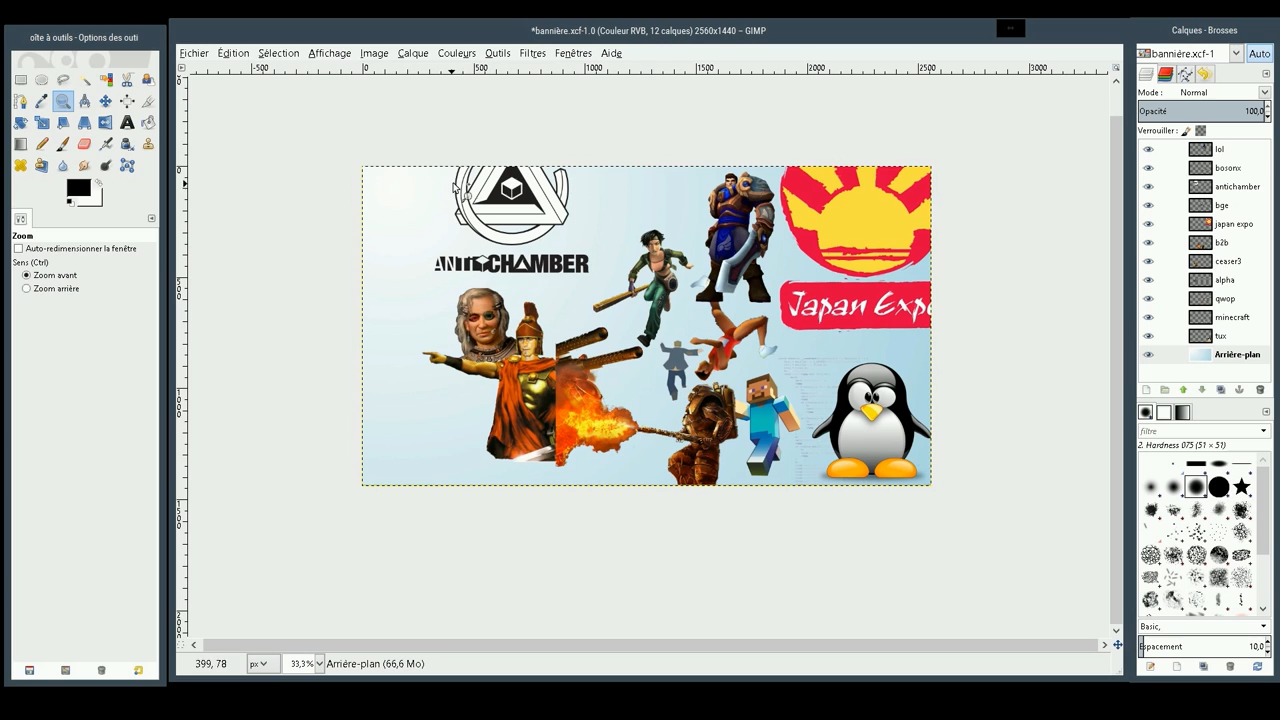 oîte à outils - Options des outi
*bannière.xcf-1.0 (Couleur RVB, 12 calques) 2560x1440 – GIMP
Calques - Brosses
Fichier Édition Sélection Affichage Image Calque Couleurs Outils Filtres Fenêtres Aide
bannière.xcf-1
Auto
-500 0 500 1000 1500 2000 2500 3000
Mode : Normal
Opacité 100,0
Verrouiller :
lol
bosonx
antichamber
bge
japan expo
b2b
ceaser3
alpha
qwop
minecraft
tux
Arrière-plan
Zoom
Auto-redimensionner la fenêtre
Sens (Ctrl)
Zoom avant
Zoom arrière
ANTICHAMBER
Japan Expo
filtre
2. Hardness 075 (51 × 51)
Basic,
Espacement 10,0
399, 78 px 33,3% Arrière-plan (66,6 Mo)